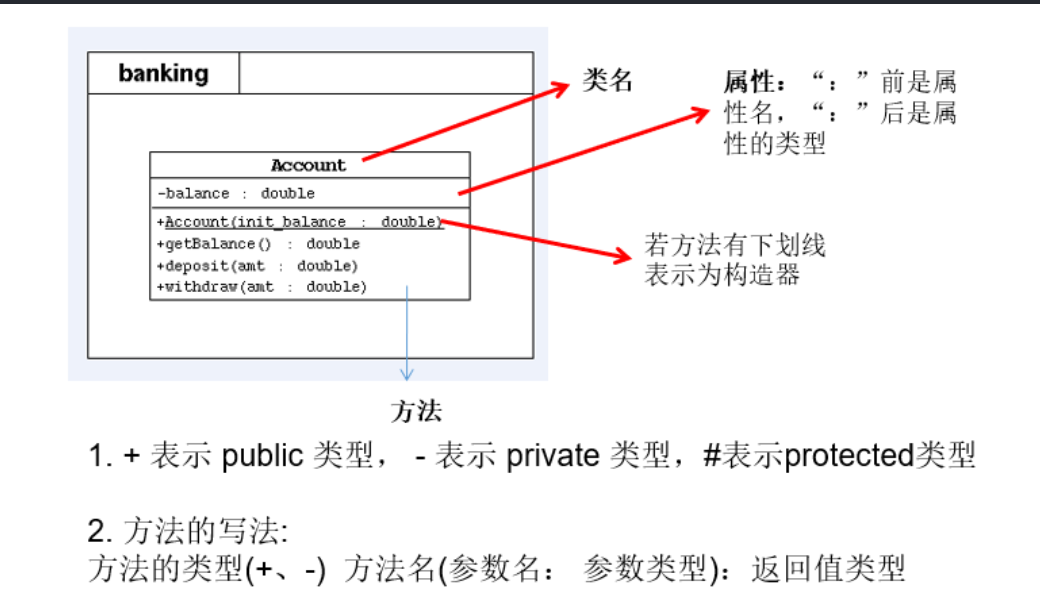 banking
类名
属性：“：”前是属
性名，“：”后是属
性的类型
Account
-balance : double
+Account(init_balance : double)
+getBalance() : double
+deposit(amt : double)
+withdraw(amt : double)
若方法有下划线
表示为构造器
方法
1. + 表示 public 类型， - 表示 private 类型，#表示protected类型
2. 方法的写法:
方法的类型(+、-) 方法名(参数名： 参数类型)：返回值类型